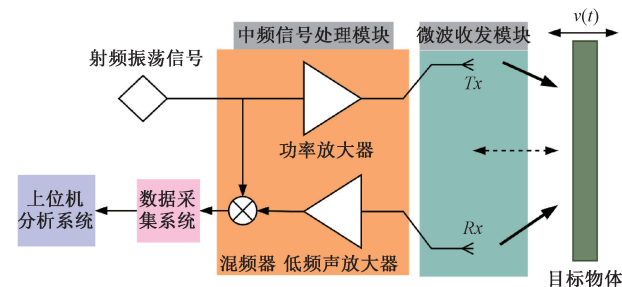 中频信号处理模块
微波收发模块
v(t)
射频振荡信号
Tx
功率放大器
上位机
分析系统
数据采
集系统
Rx
混频器
低频声放大器
目标物体